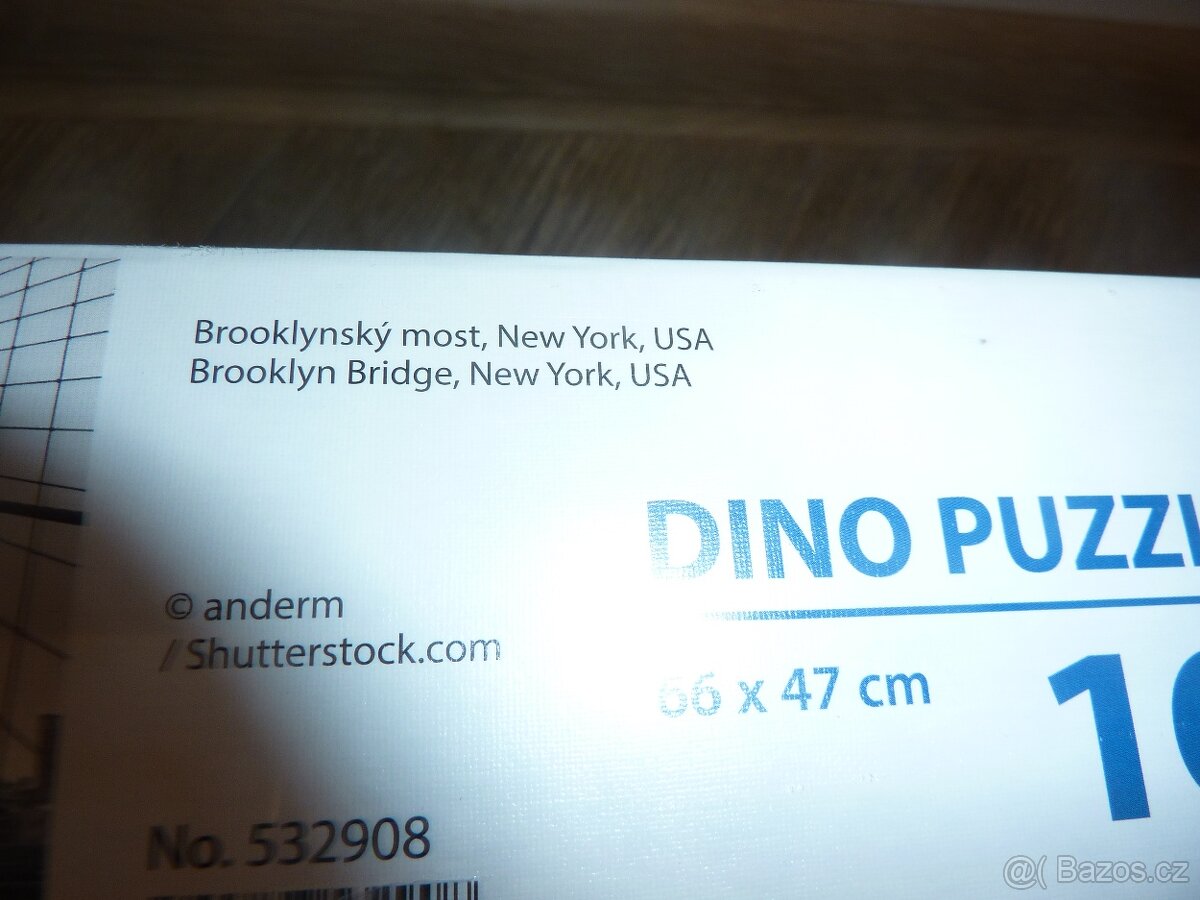 Brooklynský most, New York, USA
Brooklyn Bridge, New York, USA
DINO PUZZL
© anderm
/ Shutterstock.com
66 x 47 cm
No. 532908
@( Bazos.cz